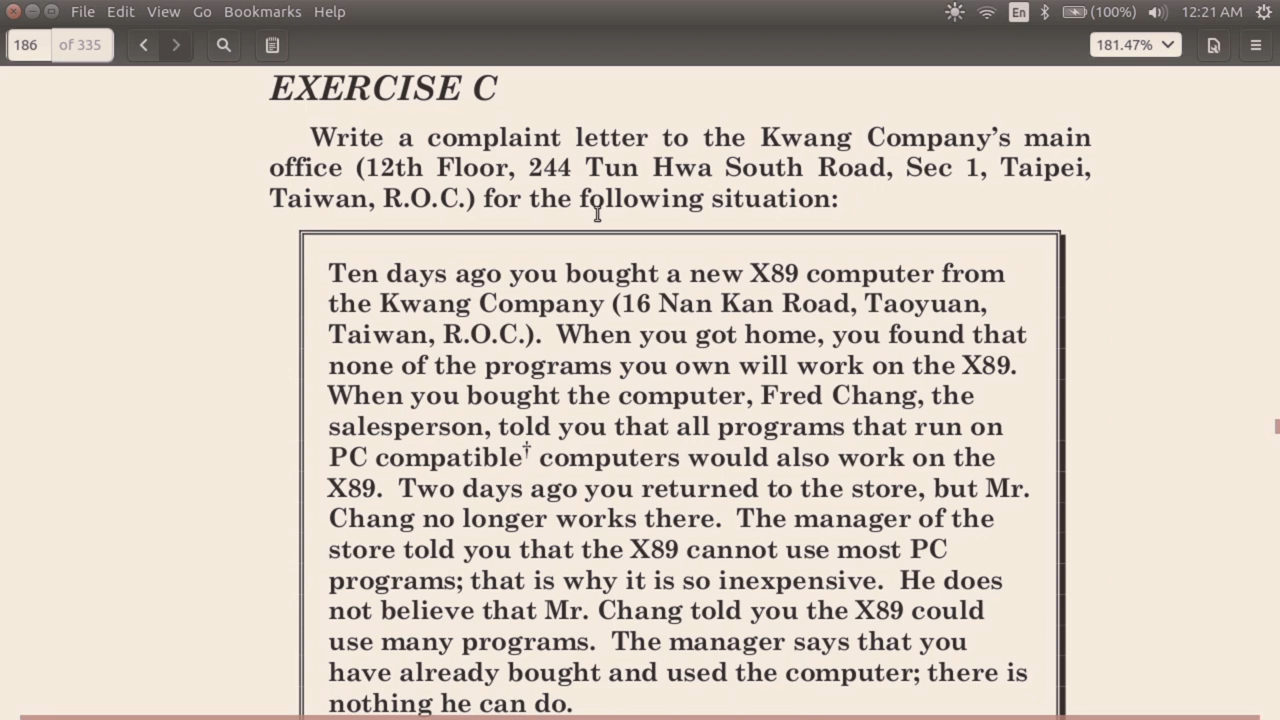 File Edit View Go Bookmarks Help En (100%) 12:21 AM
186 of 335 181.47%
EXERCISE C
Write a complaint letter to the Kwang Company's main
office (12th Floor, 244 Tun Hwa South Road, Sec 1, Taipei,
Taiwan, R.O.C.) for the following situation:
Ten days ago you bought a new X89 computer from
the Kwang Company (16 Nan Kan Road, Taoyuan,
Taiwan, R.O.C.). When you got home, you found that
none of the programs you own will work on the X89.
When you bought the computer, Fred Chang, the
salesperson, told you that all programs that run on
PC compatible† computers would also work on the
X89. Two days ago you returned to the store, but Mr.
Chang no longer works there. The manager of the
store told you that the X89 cannot use most PC
programs; that is why it is so inexpensive. He does
not believe that Mr. Chang told you the X89 could
use many programs. The manager says that you
have already bought and used the computer; there is
nothing he can do.